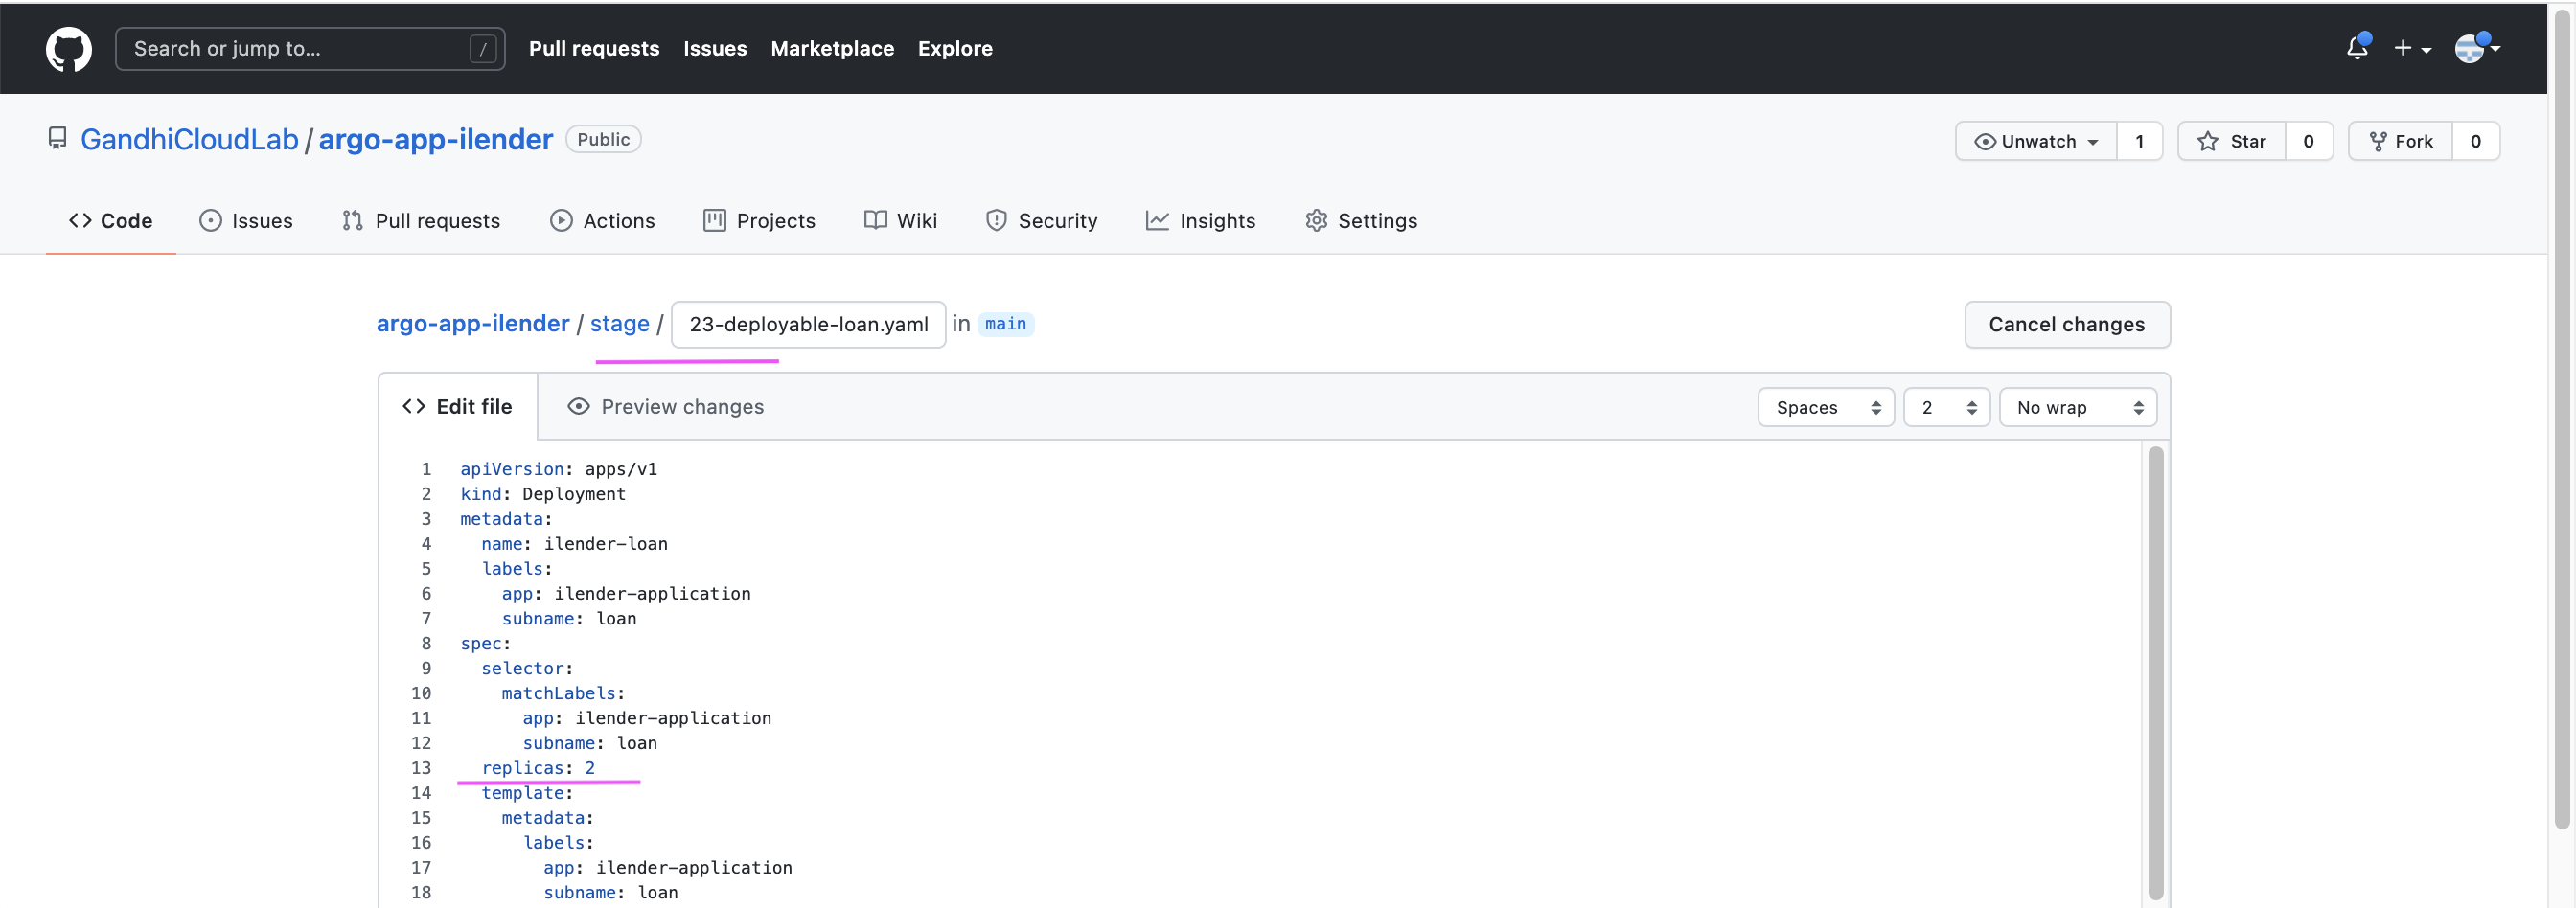 Search or jump to... / Pull requests Issues Marketplace Explore
GandhiCloudLab / argo-app-ilender Public Unwatch 1 Star 0 Fork 0
Code Issues Pull requests Actions Projects Wiki Security Insights Settings
argo-app-ilender / stage / 23-deployable-loan.yaml in main Cancel changes
Edit file Preview changes Spaces 2 No wrap
1 apiVersion: apps/v1
2 kind: Deployment
3 metadata:
4   name: ilender-loan
5   labels:
6     app: ilender-application
7     subname: loan
8 spec:
9   selector:
10     matchLabels:
11       app: ilender-application
12       subname: loan
13   replicas: 2
14   template:
15     metadata:
16       labels:
17         app: ilender-application
18         subname: loan